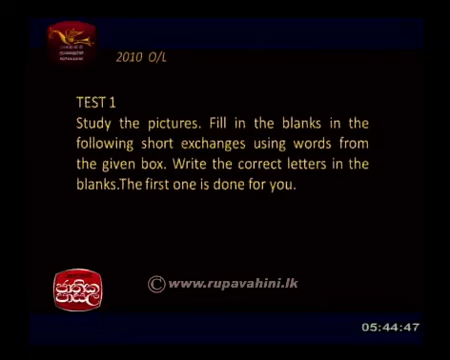 2010 O/L
TEST 1
Study the pictures. Fill in the blanks in the
following short exchanges using words from
the given box. Write the correct letters in the
blanks.The first one is done for you.
ජාතික
පාසල
© www.rupavahini.lk
05:44:47